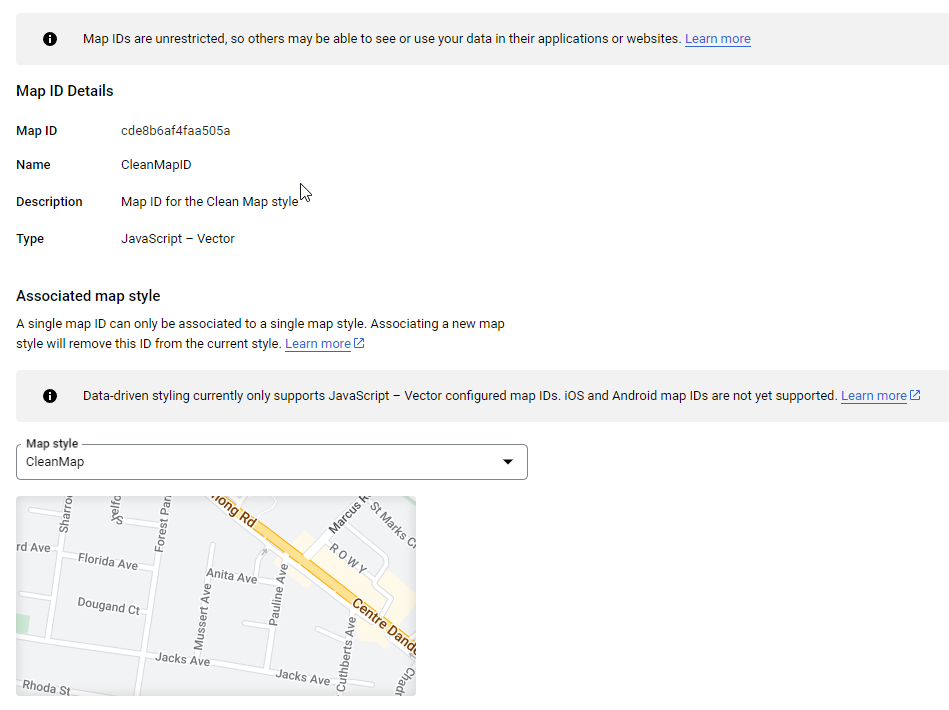 Map IDs are unrestricted, so others may be able to see or use your data in their applications or websites. Learn more
Map ID Details
Map ID cde8b6af4faa505a
Name CleanMapID
Description Map ID for the Clean Map style
Type JavaScript – Vector
Associated map style
A single map ID can only be associated to a single map style. Associating a new map
style will remove this ID from the current style. Learn more
Data-driven styling currently only supports JavaScript – Vector configured map IDs. iOS and Android map IDs are not yet supported. Learn more
Map style
CleanMap
Sharro
Forest Par
nong Rd
Marcus R
St Marks C
rd Ave
Florida Ave
Anita Ave
ROWY
Dougand Ct
Mussert Ave
Pauline Ave
Centre Dande
Jacks Ave
Cuthberts Ave
Jacks Ave
Chadr
Rhoda St